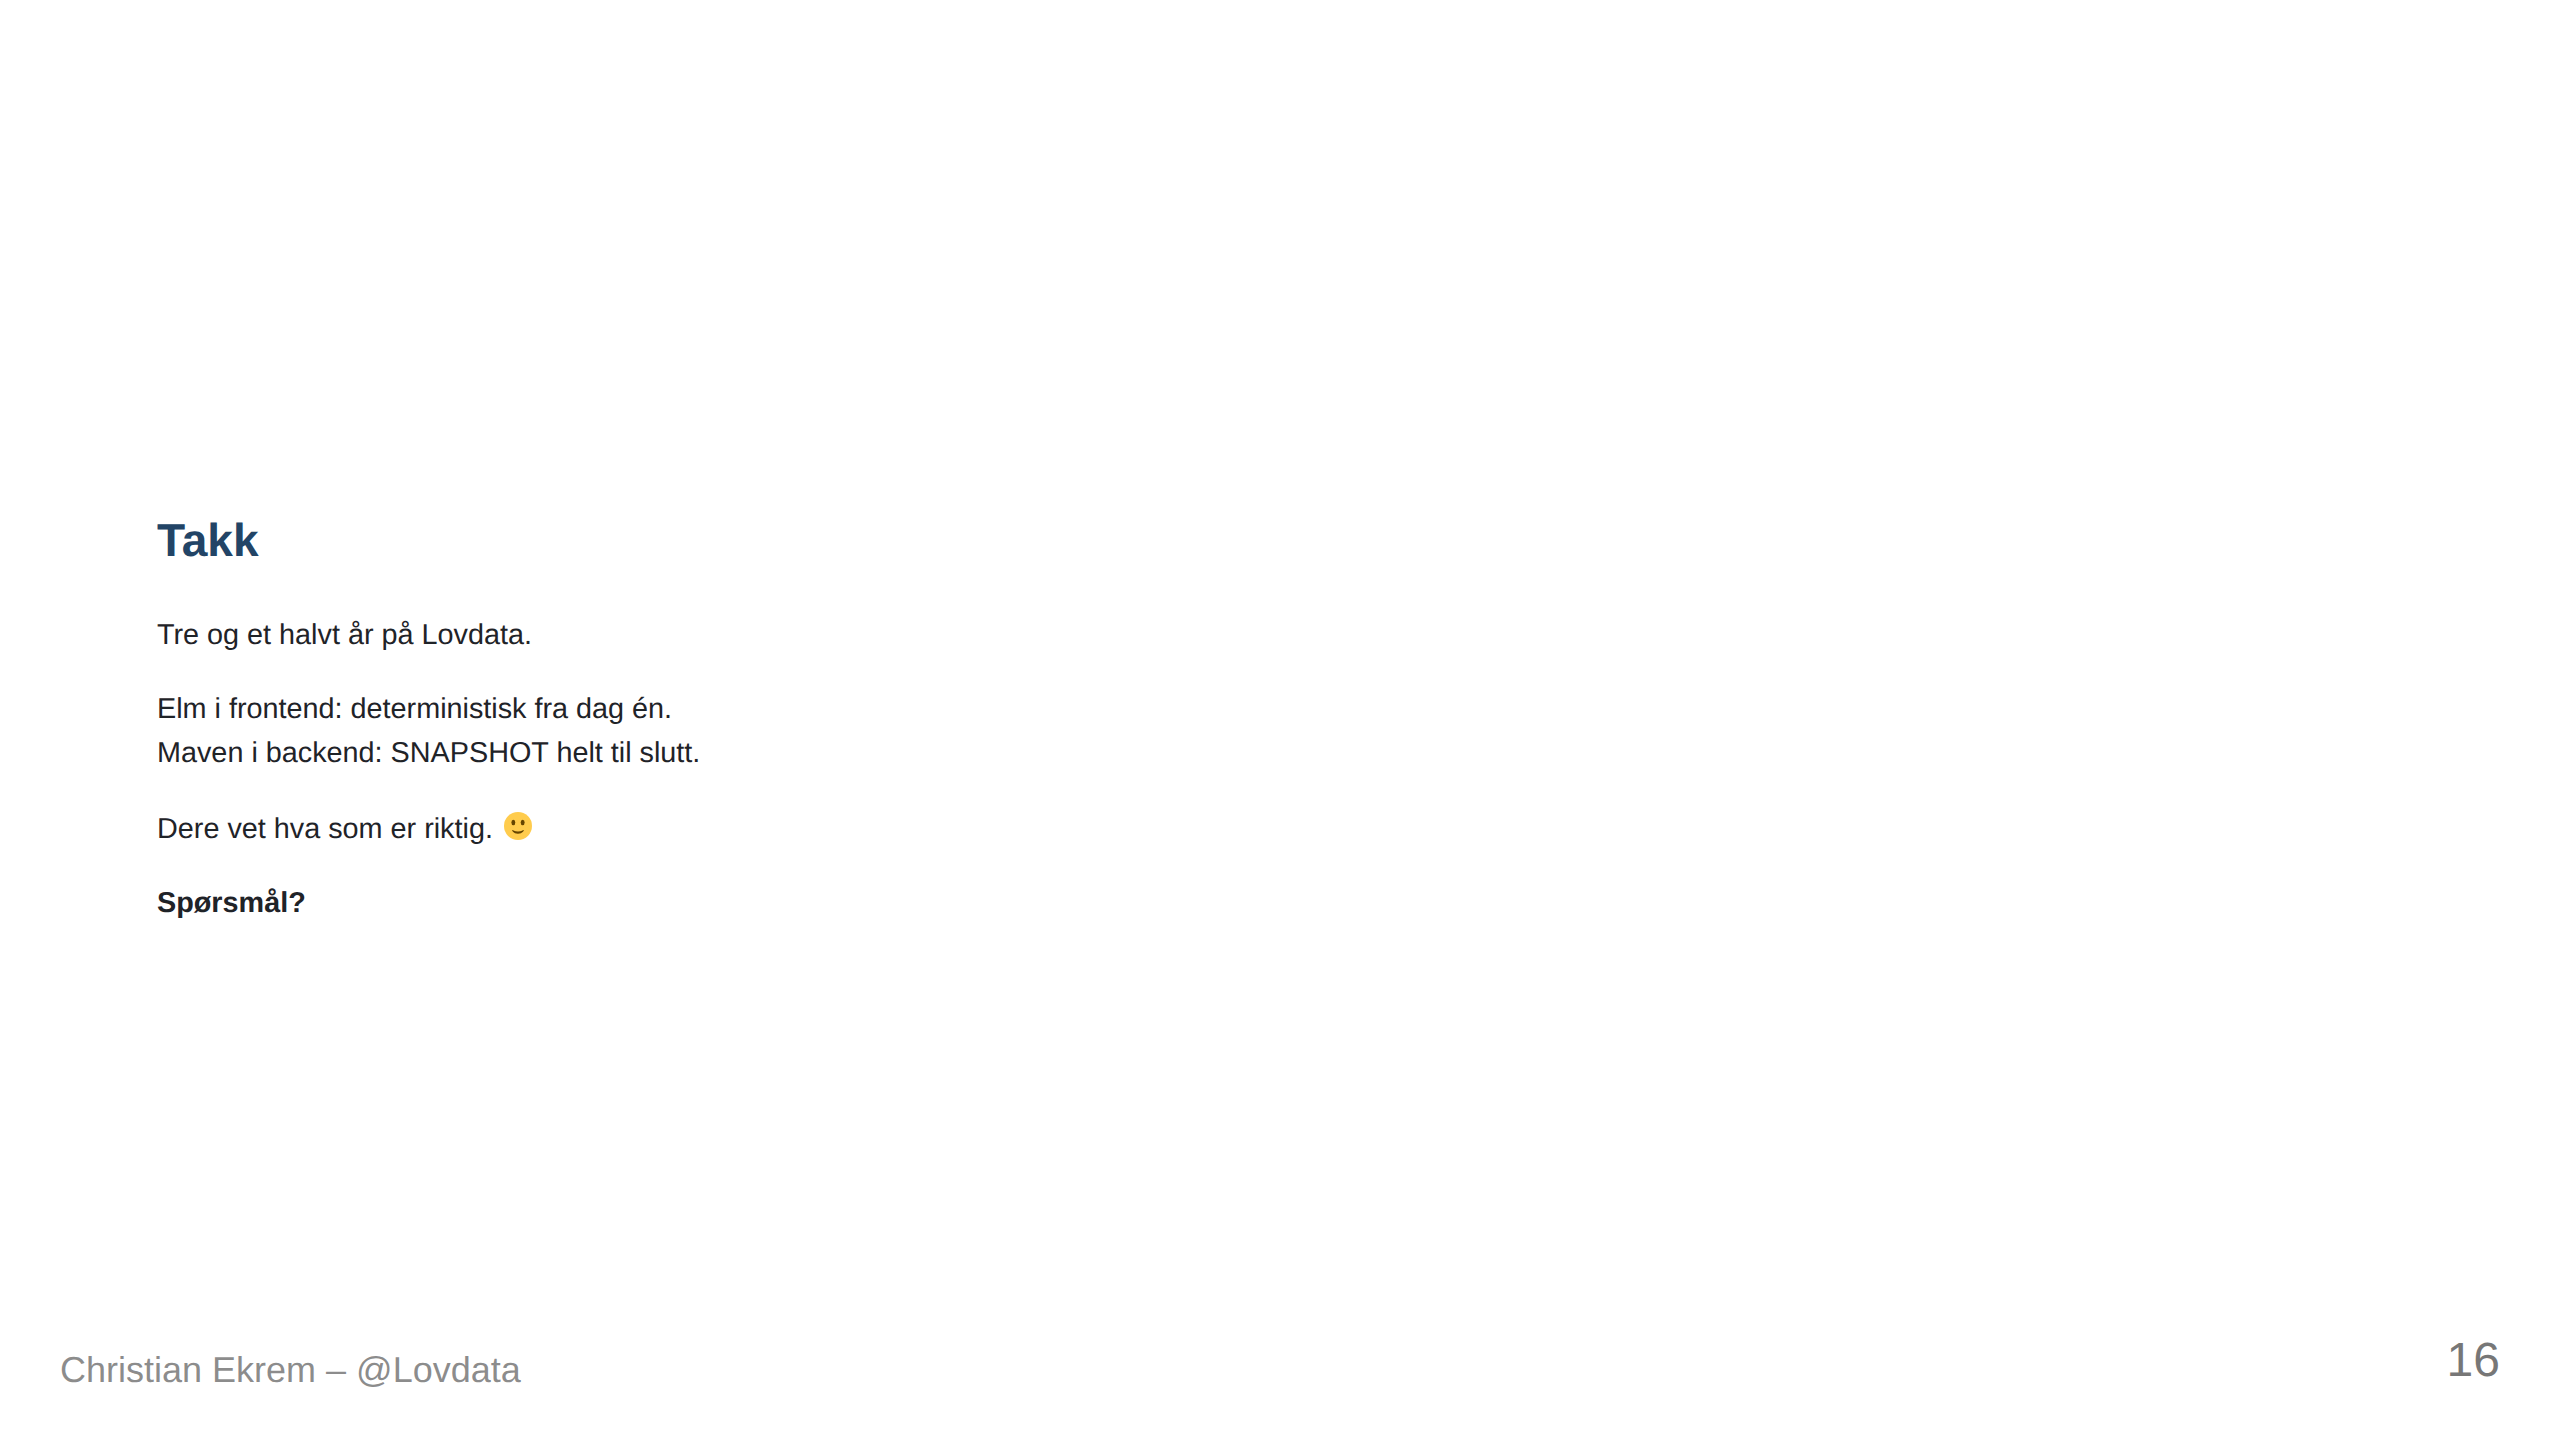 Takk
Tre og et halvt år på Lovdata.
Elm i frontend: deterministisk fra dag én.
Maven i backend: SNAPSHOT helt til slutt.
Dere vet hva som er riktig. 🙂
Spørsmål?
Christian Ekrem – @Lovdata
16